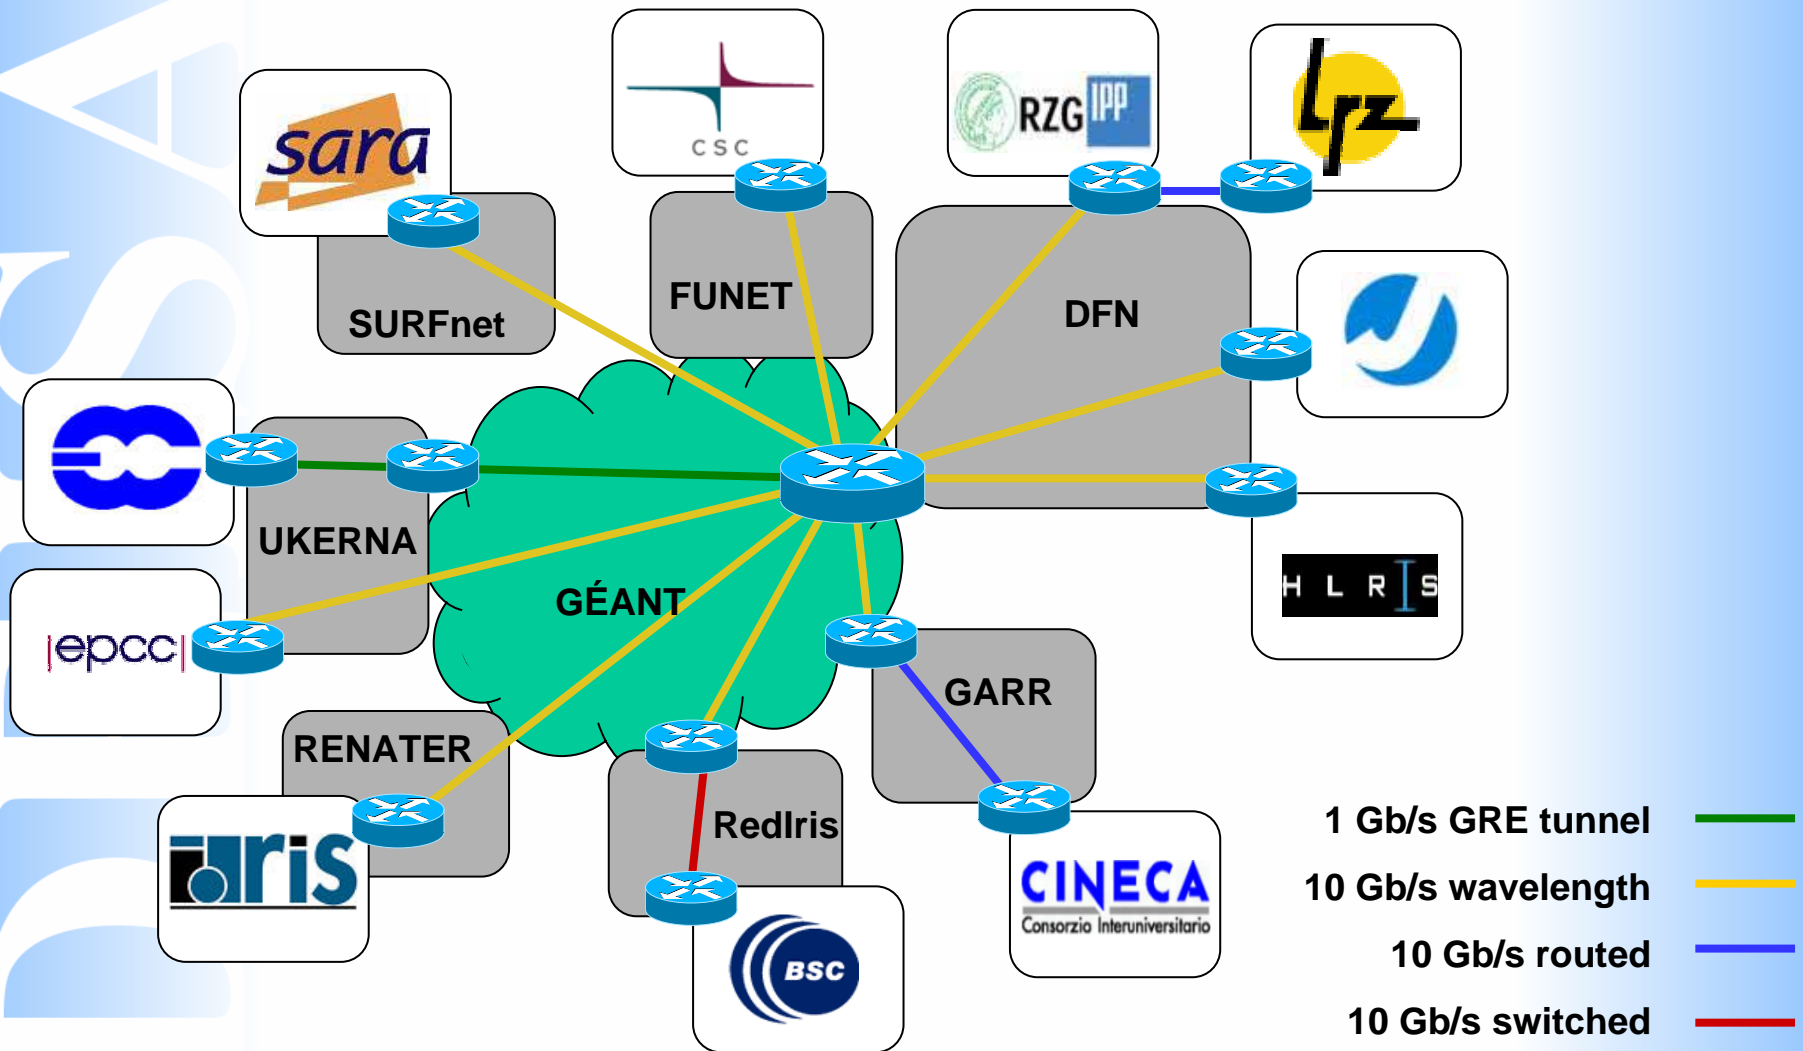 CSC
RZG IPP
lrz
sara
FUNET
DFN
SURFnet
UKERNA
GÉANT
HLRIS
|epcc|
GARR
RENATER
RedIris
idris
CINECA
Consorzio Interuniversitario
BSC
1 Gb/s GRE tunnel
10 Gb/s wavelength
10 Gb/s routed
10 Gb/s switched